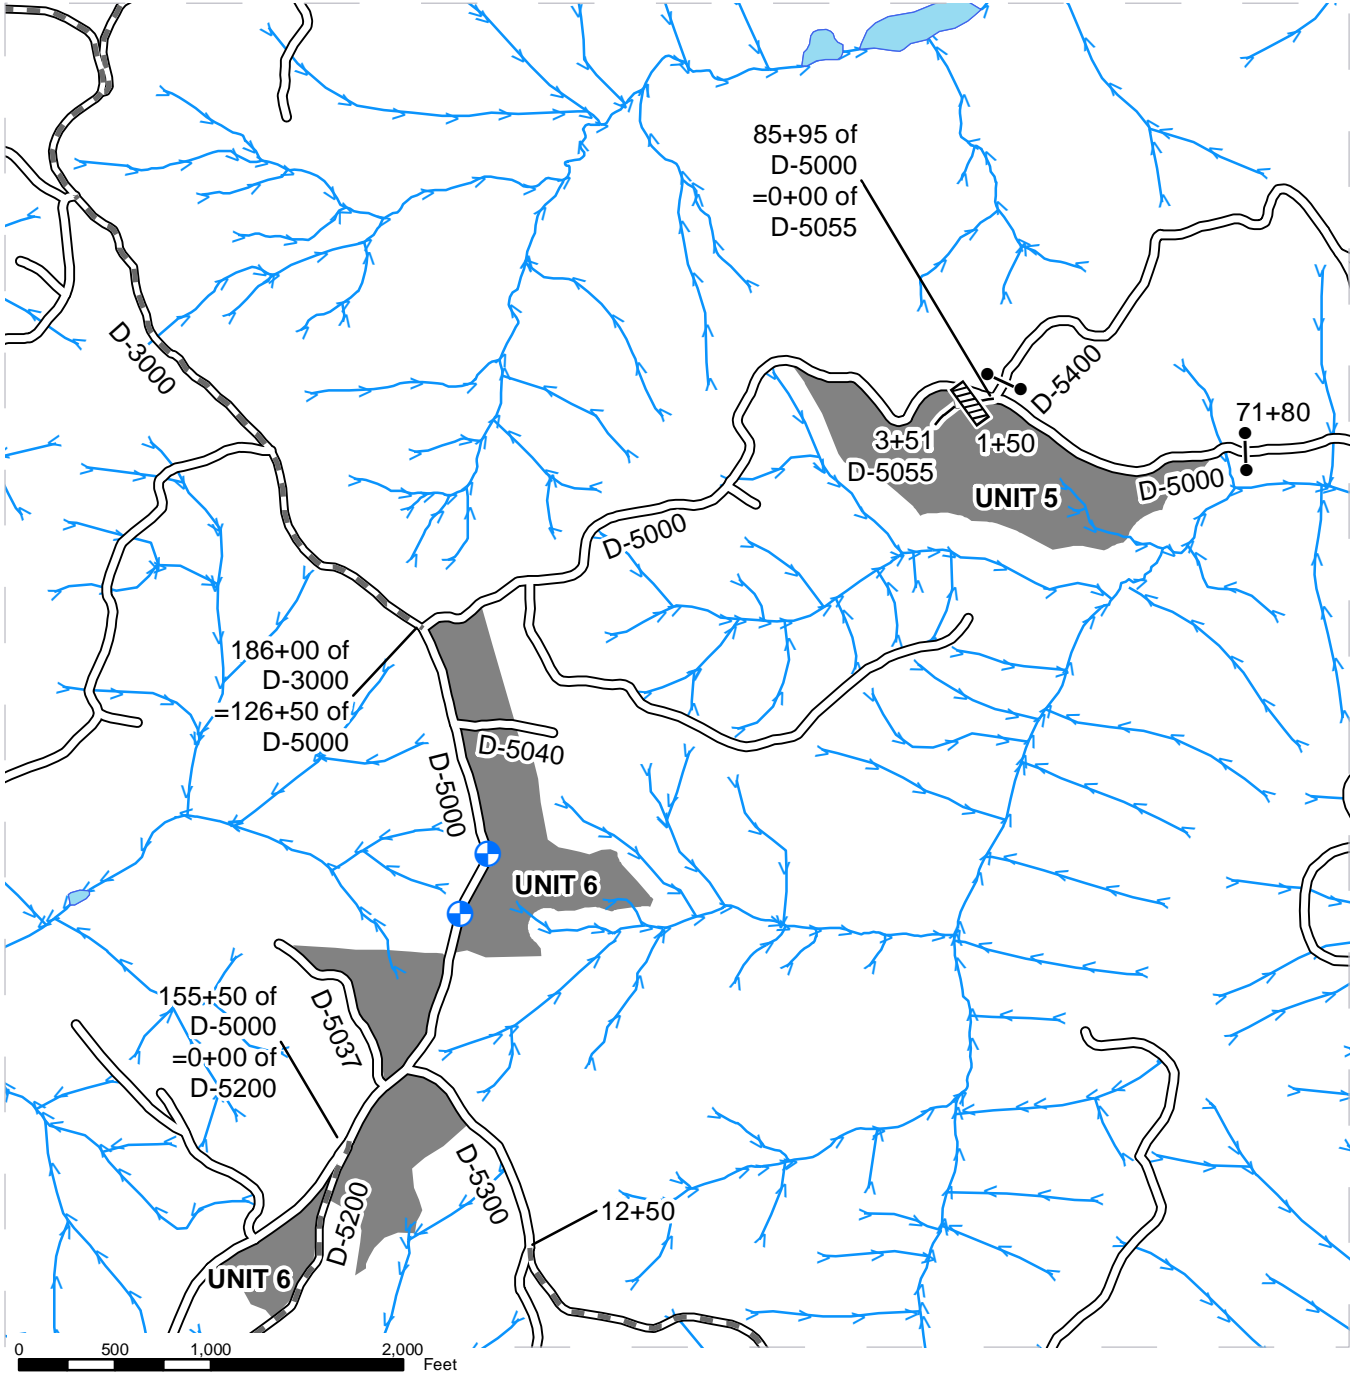 85+95 of
D-5000
=0+00 of
D-5055
D-3000
D-5400
71+80
3+51
1+50
D-5055
UNIT 5
D-5000
D-5000
186+00 of
D-3000
=126+50 of
D-5000
D-5040
D-5000
UNIT 6
155+50 of
D-5000
=0+00 of
D-5200
D-5037
D-5300
D-5200
12+50
UNIT 6
0 500 1,000 2,000
Feet